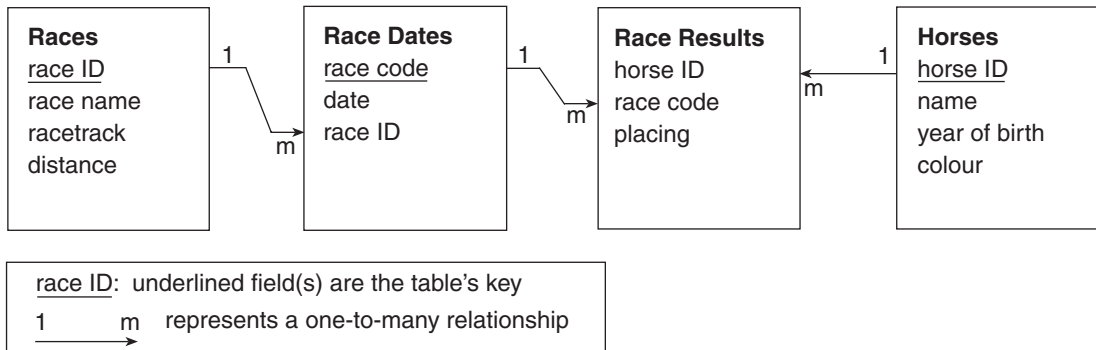 Races
race ID
race name
racetrack
distance
1
m
Race Dates
race code
date
race ID
1
m
Race Results
horse ID
race code
placing
1
m
Horses
horse ID
name
year of birth
colour
race ID: underlined field(s) are the table's key
1 m represents a one-to-many relationship